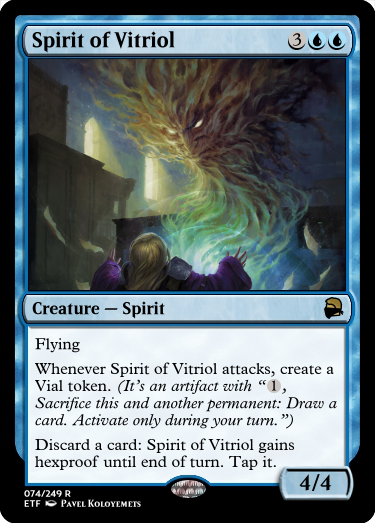 Spirit of Vitriol 3
Creature — Spirit
Flying
Whenever Spirit of Vitriol attacks, create a
Vial token. (It's an artifact with “1,
Sacrifice this and another permanent: Draw a
card. Activate only during your turn.”)
Discard a card: Spirit of Vitriol gains
hexproof until end of turn. Tap it.
4/4
074/249 R
ETF PAVEL KOLOYEMETS